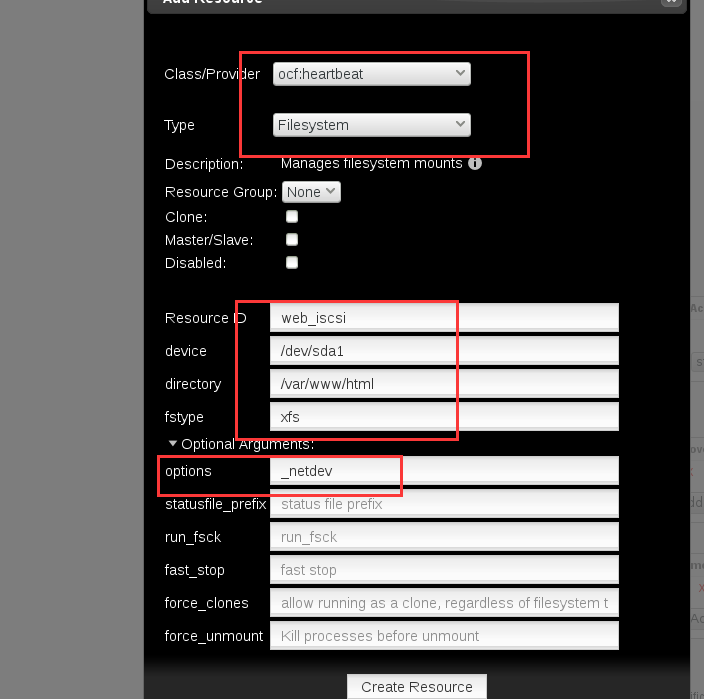 Add Resource
Class/Provider ocf:heartbeat
Type Filesystem
Description: Manages filesystem mounts
Resource Group: None
Clone:
Master/Slave:
Disabled:
Resource ID web_iscsi
device /dev/sda1
directory /var/www/html
fstype xfs
Optional Arguments:
options _netdev
statusfile_prefix status file prefix
run_fsck run_fsck
fast_stop fast stop
force_clones allow running as a clone, regardless of filesystem t
force_unmount Kill processes before unmount
Create Resource